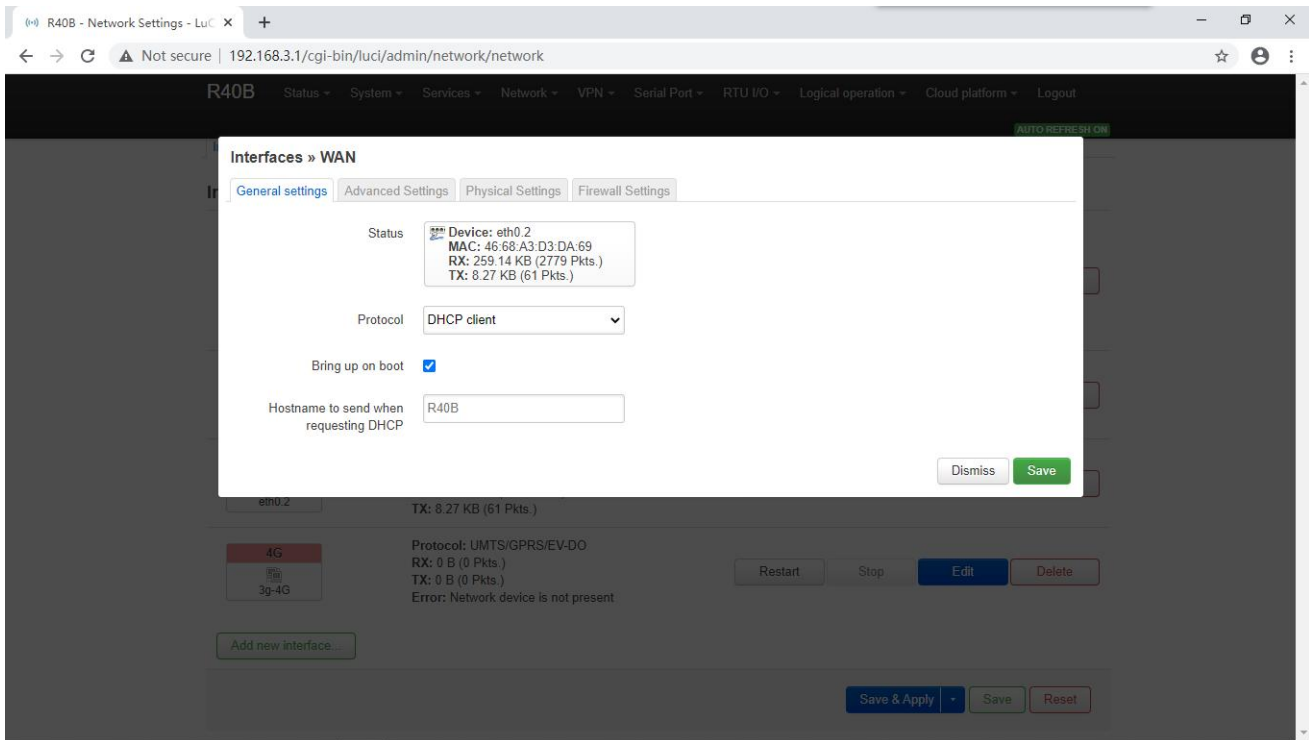 R40B - Network Settings - LuC
Not secure | 192.168.3.1/cgi-bin/luci/admin/network/network
R40B Status System Services Network VPN Serial Port RTU I/O Logical operation Cloud platform Logout
AUTO REFRESH ON
Interfaces » WAN
General settings Advanced Settings Physical Settings Firewall Settings
Status
Device: eth0.2
MAC: 46:68:A3:D3:DA:69
RX: 259.14 KB (2779 Pkts.)
TX: 8.27 KB (61 Pkts.)
Protocol DHCP client
Bring up on boot
Hostname to send when requesting DHCP
R40B
Dismiss Save
eth0.2
TX: 8.27 KB (61 Pkts.)
4G
3g-4G
Protocol: UMTS/GPRS/EV-DO
RX: 0 B (0 Pkts.)
TX: 0 B (0 Pkts.)
Error: Network device is not present
Restart Stop Edit Delete
Add new interface...
Save & Apply Save Reset